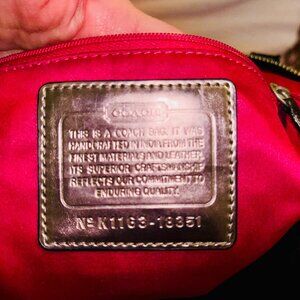 COACH
THIS IS A COACH BAG. IT WAS
HANDCRAFTED IN INDIA FROM THE
FINEST MATERIALS AND LEATHER.
ITS SUPERIOR CRAFTSMANSHIP
REFLECTS OUR COMMITMENT TO
ENDURING QUALITY.
Nº K1163-18351